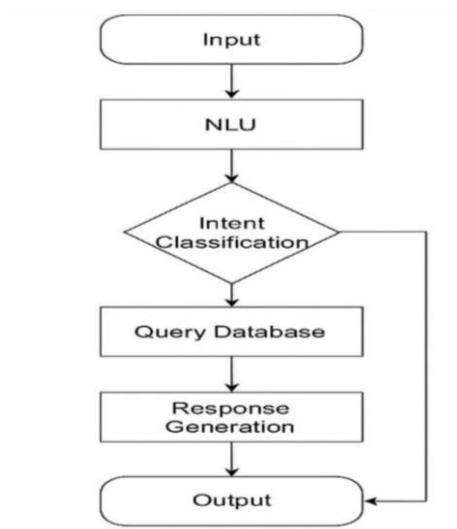 Input
NLU
Intent
Classification
Query Database
Response
Generation
Output